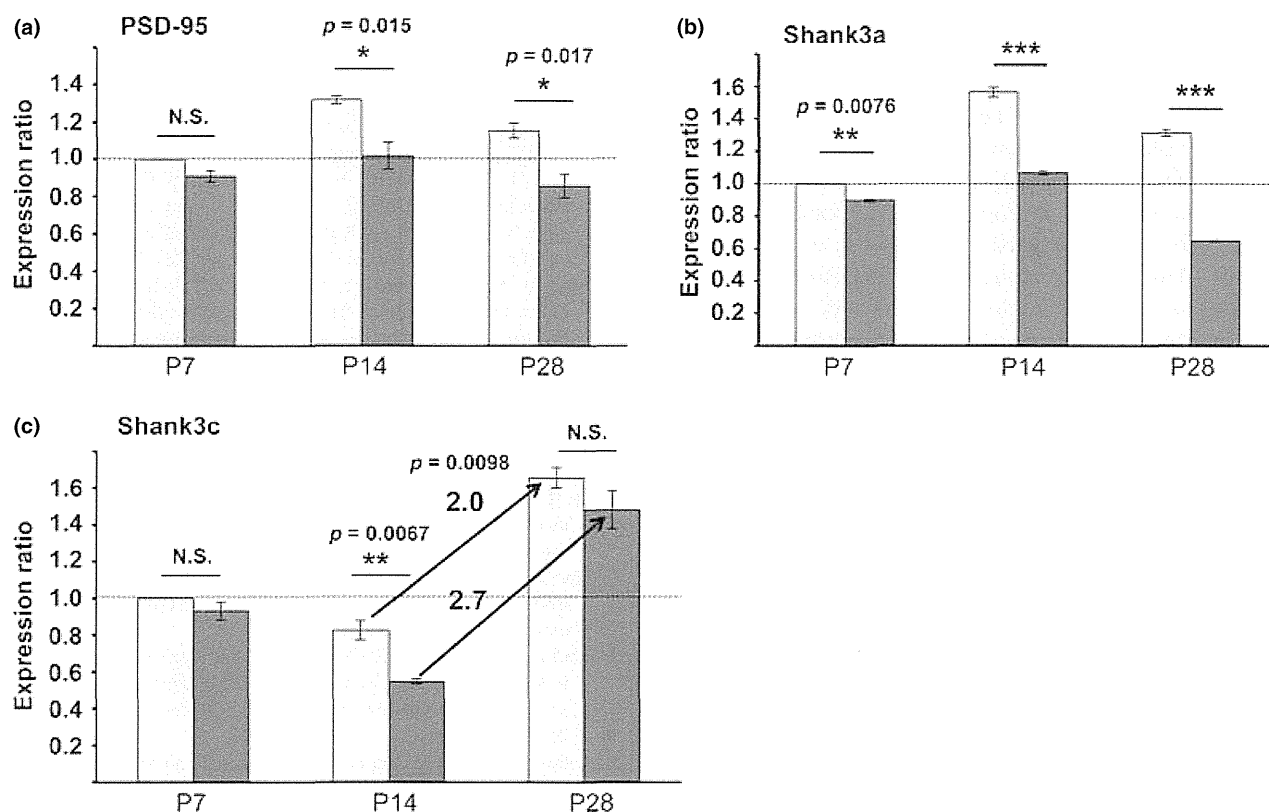 (a) PSD-95
p = 0.015
*
p = 0.017
*
N.S.
Expression ratio
1.4
1.2
1.0
0.8
0.6
0.4
0.2
P7 P14 P28
(b) Shank3a
***
***
p = 0.0076
**
Expression ratio
1.6
1.4
1.2
1.0
0.8
0.6
0.4
0.2
P7 P14 P28
(c) Shank3c
N.S.
p = 0.0098
2.0
p = 0.0067
**
N.S.
2.7
Expression ratio
1.6
1.4
1.2
1.0
0.8
0.6
0.4
0.2
P7 P14 P28